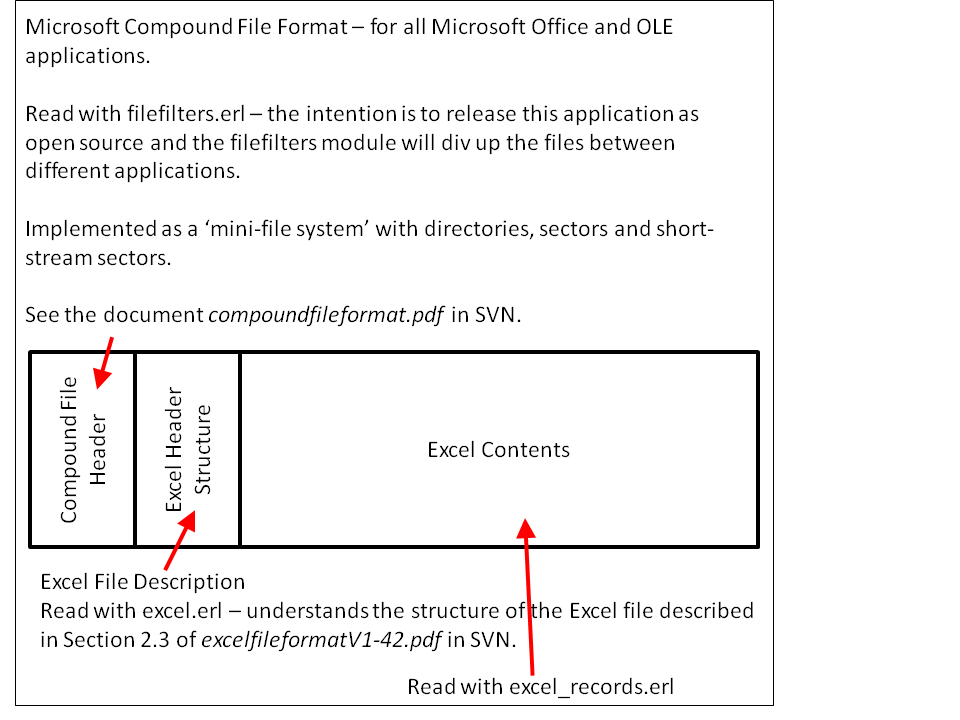 Microsoft Compound File Format – for all Microsoft Office and OLE
applications.
Read with filefilters.erl – the intention is to release this application as
open source and the filefilters module will div up the files between
different applications.
Implemented as a ‘mini-file system’ with directories, sectors and short-
stream sectors.
See the document compoundfileformat.pdf in SVN.
Compound File
Header
Excel Header
Structure
Excel Contents
Excel File Description
Read with excel.erl – understands the structure of the Excel file described
in Section 2.3 of excelfileformatV1-42.pdf in SVN.
Read with excel_records.erl